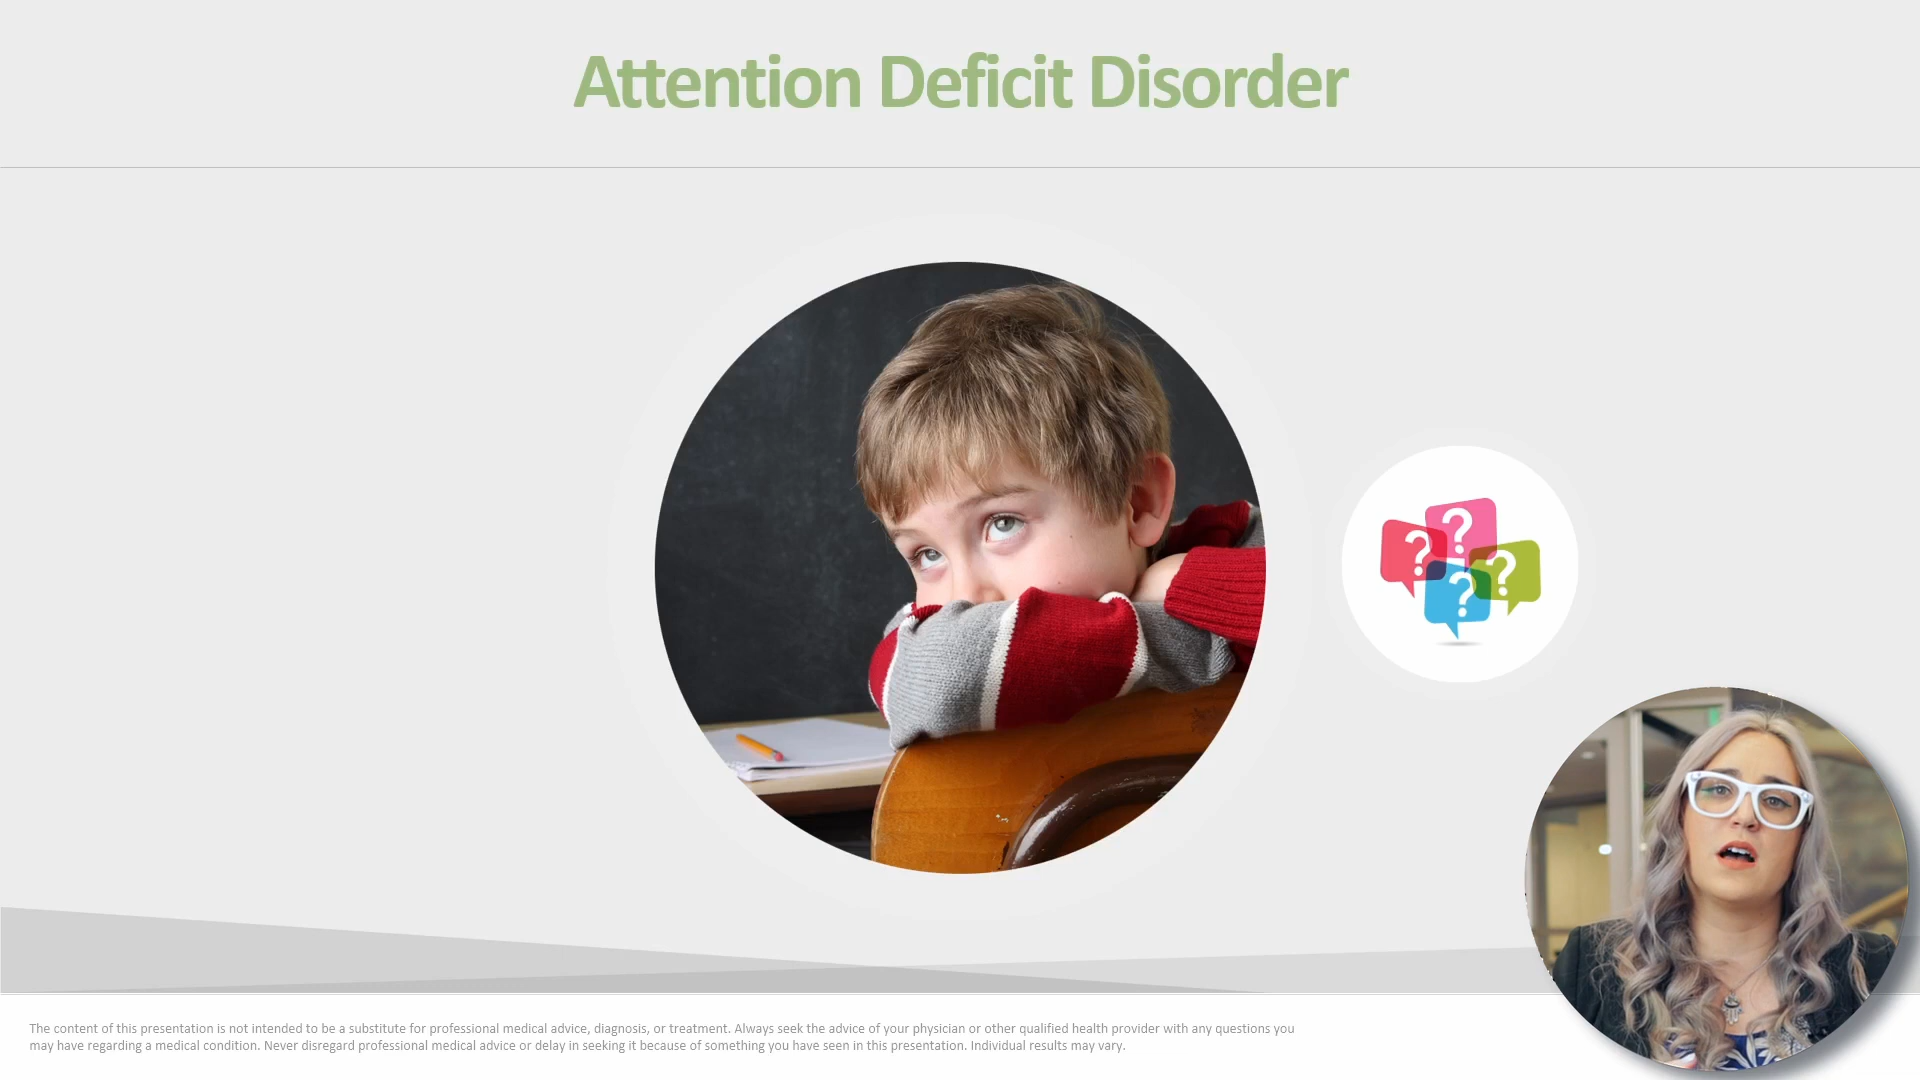 Attention Deficit Disorder
? ? ? ?
The content of this presentation is not intended to be a substitute for professional medical advice, diagnosis, or treatment. Always seek the advice of your physician or other qualified health provider with any questions you
may have regarding a medical condition. Never disregard professional medical advice or delay in seeking it because of something you have seen in this presentation. Individual results may vary.